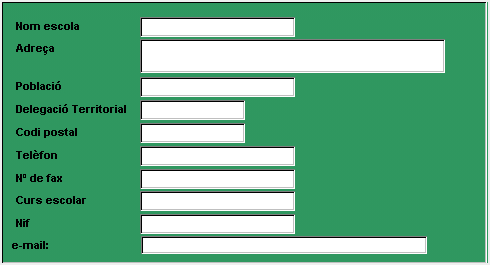 Nom escola
Adreça
Població
Delegació Territorial
Codi postal
Telèfon
Nº de fax
Curs escolar
Nif
e-mail: